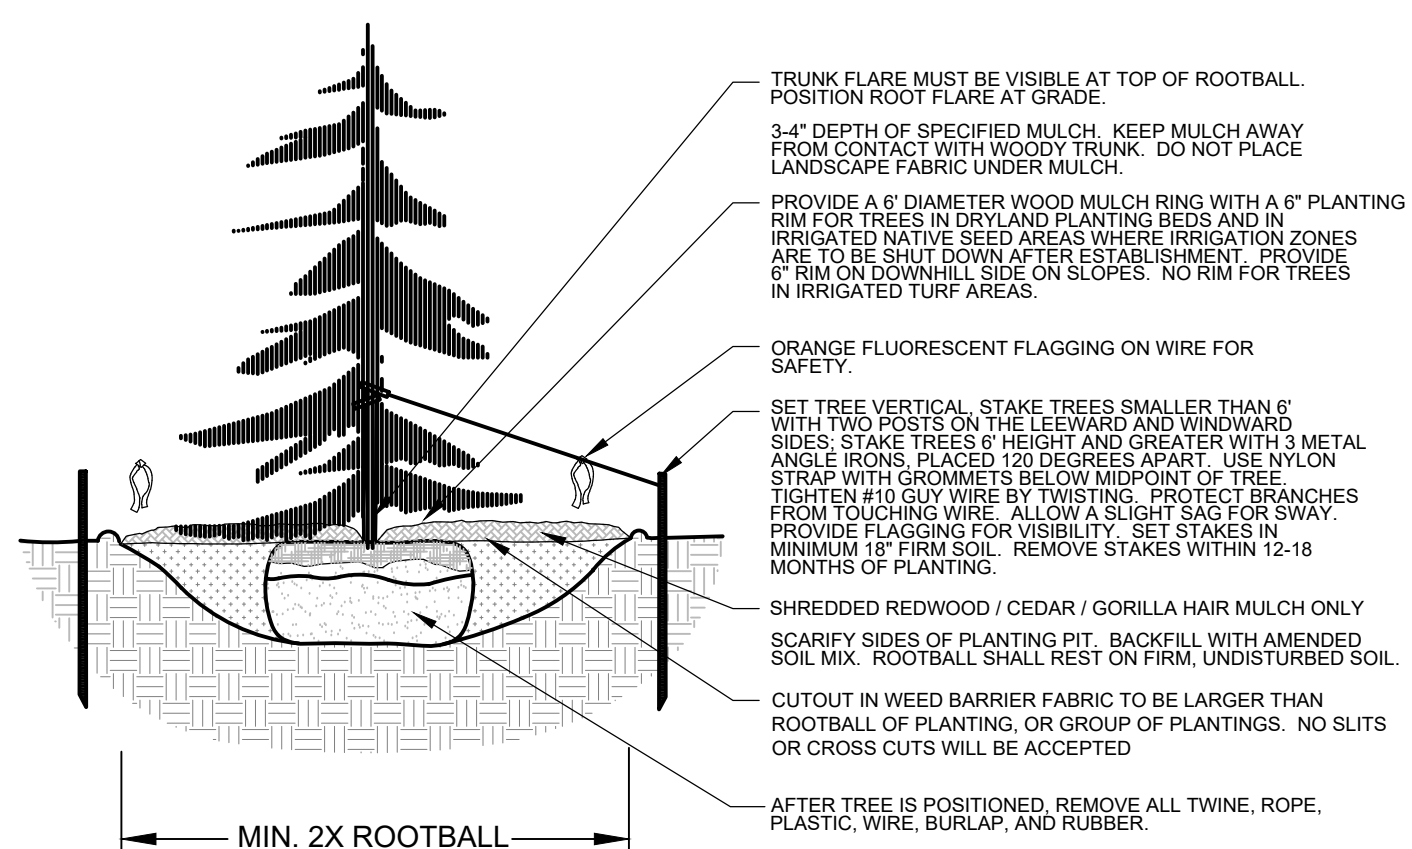 TRUNK FLARE MUST BE VISIBLE AT TOP OF ROOTBALL.
POSITION ROOT FLARE AT GRADE.
3-4" DEPTH OF SPECIFIED MULCH. KEEP MULCH AWAY
FROM CONTACT WITH WOODY TRUNK. DO NOT PLACE
LANDSCAPE FABRIC UNDER MULCH.
PROVIDE A 6' DIAMETER WOOD MULCH RING WITH A 6" PLANTING
RIM FOR TREES IN DRYLAND PLANTING BEDS AND IN
IRRIGATED NATIVE SEED AREAS WHERE IRRIGATION ZONES
ARE TO BE SHUT DOWN AFTER ESTABLISHMENT. PROVIDE
6" RIM ON DOWNHILL SIDE ON SLOPES. NO RIM FOR TREES
IN IRRIGATED TURF AREAS.
ORANGE FLUORESCENT FLAGGING ON WIRE FOR
SAFETY.
SET TREE VERTICAL, STAKE TREES SMALLER THAN 6'
WITH TWO POSTS ON THE LEEWARD AND WINDWARD
SIDES; STAKE TREES 6' HEIGHT AND GREATER WITH 3 METAL
ANGLE IRONS, PLACED 120 DEGREES APART. USE NYLON
STRAP WITH GROMMETS BELOW MIDPOINT OF TREE.
TIGHTEN #10 GUY WIRE BY TWISTING. PROTECT BRANCHES
FROM TOUCHING WIRE. ALLOW A SLIGHT SAG FOR SWAY.
PROVIDE FLAGGING FOR VISIBILITY. SET STAKES IN
MINIMUM 18" FIRM SOIL. REMOVE STAKES WITHIN 12-18
MONTHS OF PLANTING.
SHREDDED REDWOOD / CEDAR / GORILLA HAIR MULCH ONLY
SCARIFY SIDES OF PLANTING PIT. BACKFILL WITH AMENDED
SOIL MIX. ROOTBALL SHALL REST ON FIRM, UNDISTURBED SOIL.
CUTOUT IN WEED BARRIER FABRIC TO BE LARGER THAN
ROOTBALL OF PLANTING, OR GROUP OF PLANTINGS. NO SLITS
OR CROSS CUTS WILL BE ACCEPTED
AFTER TREE IS POSITIONED, REMOVE ALL TWINE, ROPE,
PLASTIC, WIRE, BURLAP, AND RUBBER.
MIN. 2X ROOTBALL